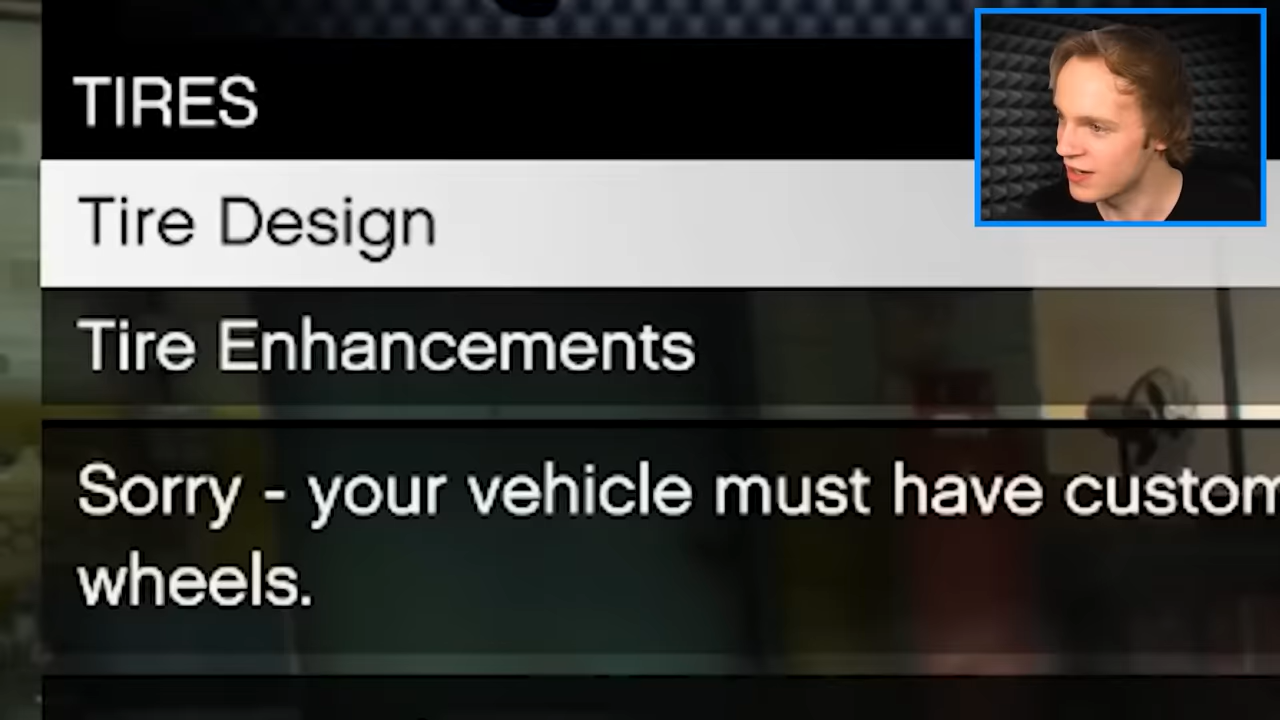 TIRES
Tire Design
Tire Enhancements
Sorry - your vehicle must have custom
wheels.